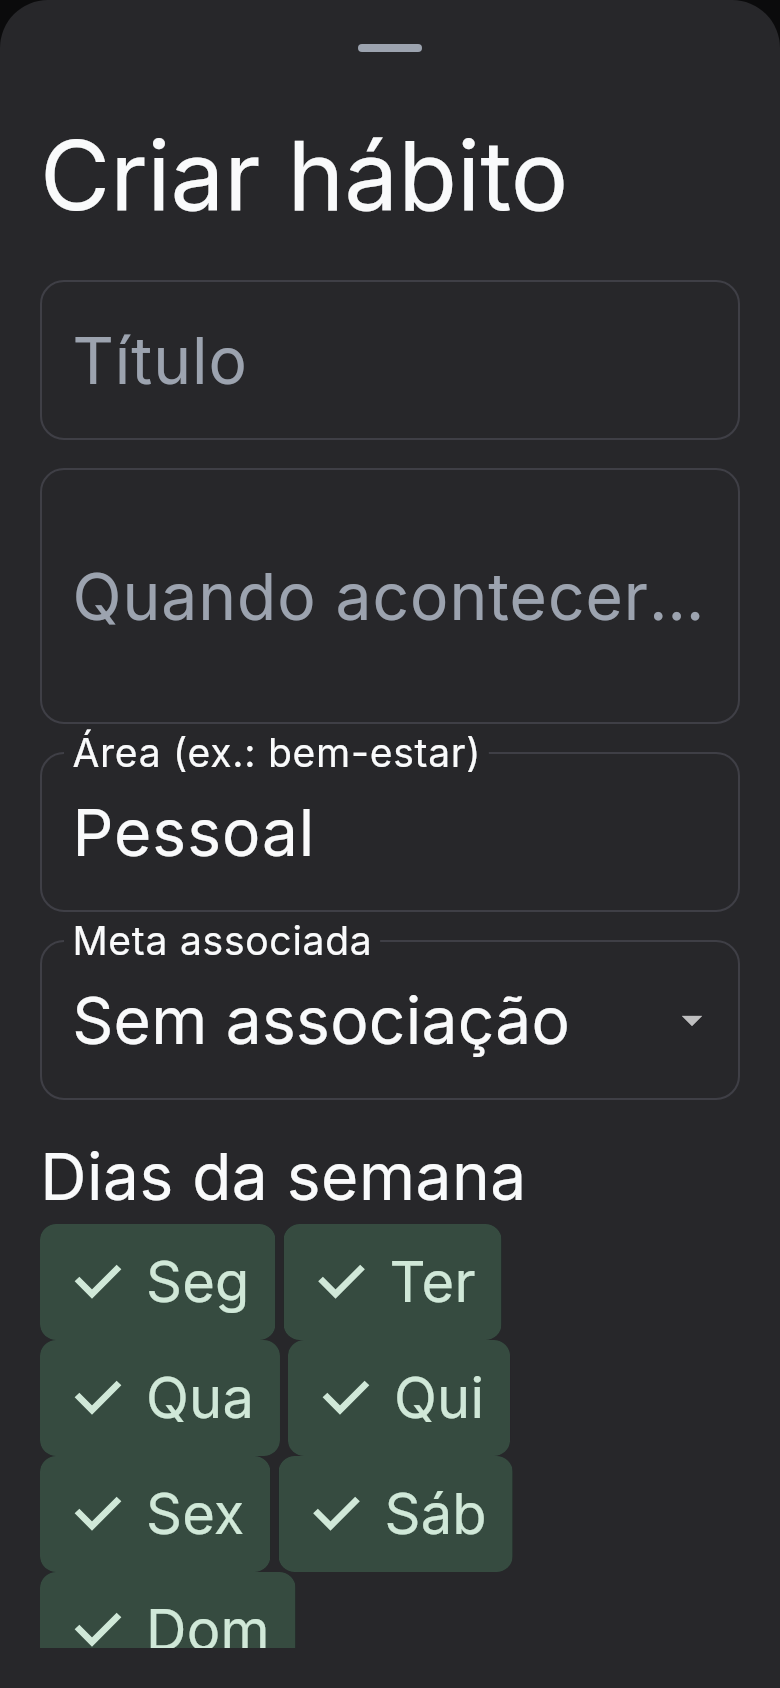 Criar hábito
Título
Quando acontecer...
Área (ex.: bem-estar)
Pessoal
Meta associada
Sem associação
Dias da semana
Seg Ter
Qua Qui
Sex Sáb
Dom